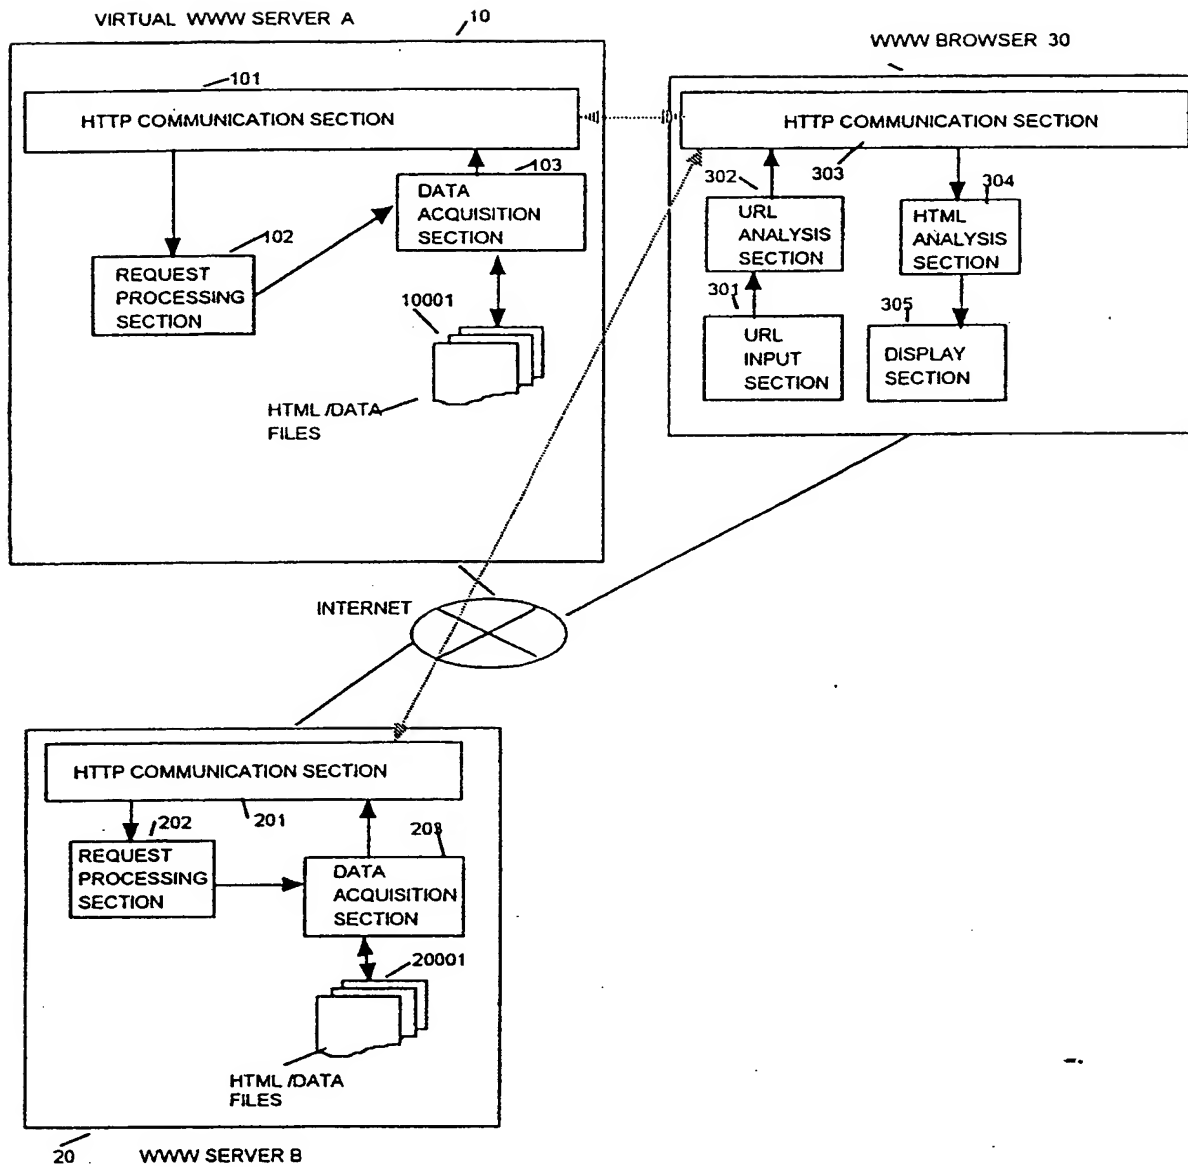 VIRTUAL WWW SERVER A
10
101
HTTP COMMUNICATION SECTION
103
DATA
ACQUISITION
SECTION
102
REQUEST
PROCESSING
SECTION
10001
HTML /DATA
FILES
WWW BROWSER 30
HTTP COMMUNICATION SECTION
303
302
URL
ANALYSIS
SECTION
304
HTML
ANALYSIS
SECTION
301
URL
INPUT
SECTION
305
DISPLAY
SECTION
INTERNET
HTTP COMMUNICATION SECTION
201
202
REQUEST
PROCESSING
SECTION
203
DATA
ACQUISITION
SECTION
20001
HTML /DATA
FILES
20
WWW SERVER B